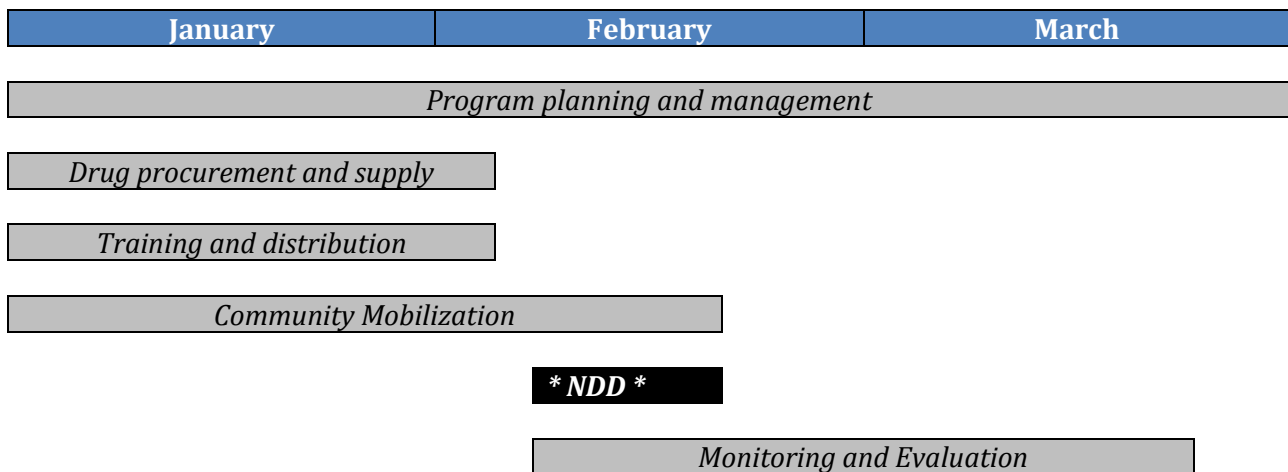 January February March
Program planning and management
Drug procurement and supply
Training and distribution
Community Mobilization
* NDD *
Monitoring and Evaluation